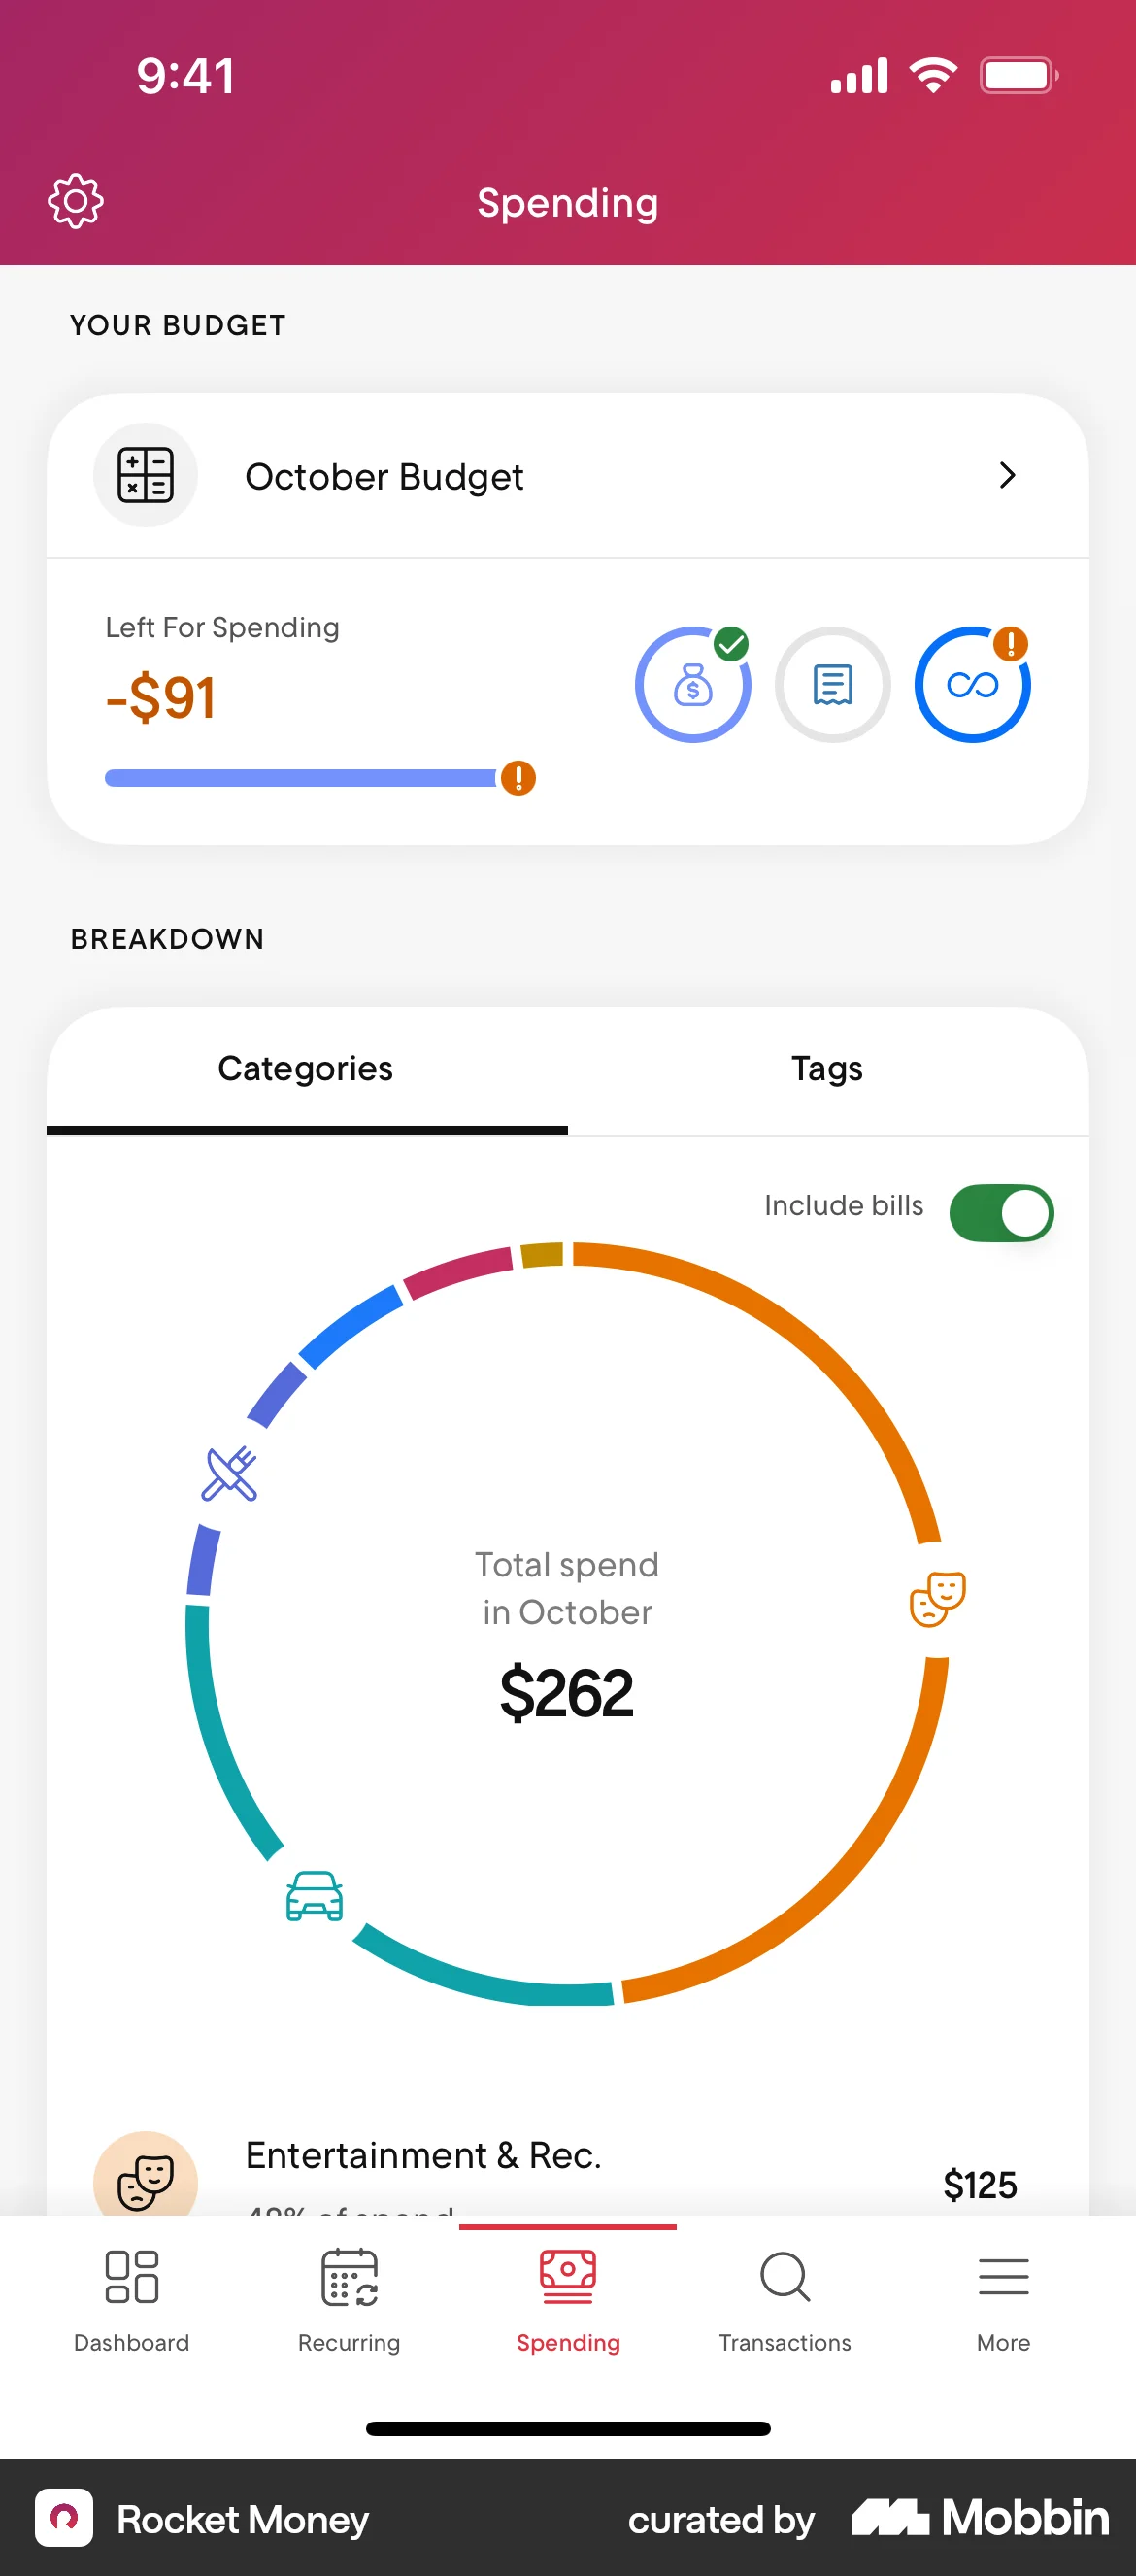 9:41
Spending
YOUR BUDGET
October Budget
Left For Spending
-$91
BREAKDOWN
Categories
Tags
Include bills
Total spend
in October
$262
Entertainment & Rec.
$125
Dashboard
Recurring
Spending
Transactions
More
Rocket Money
curated by
Mobbin